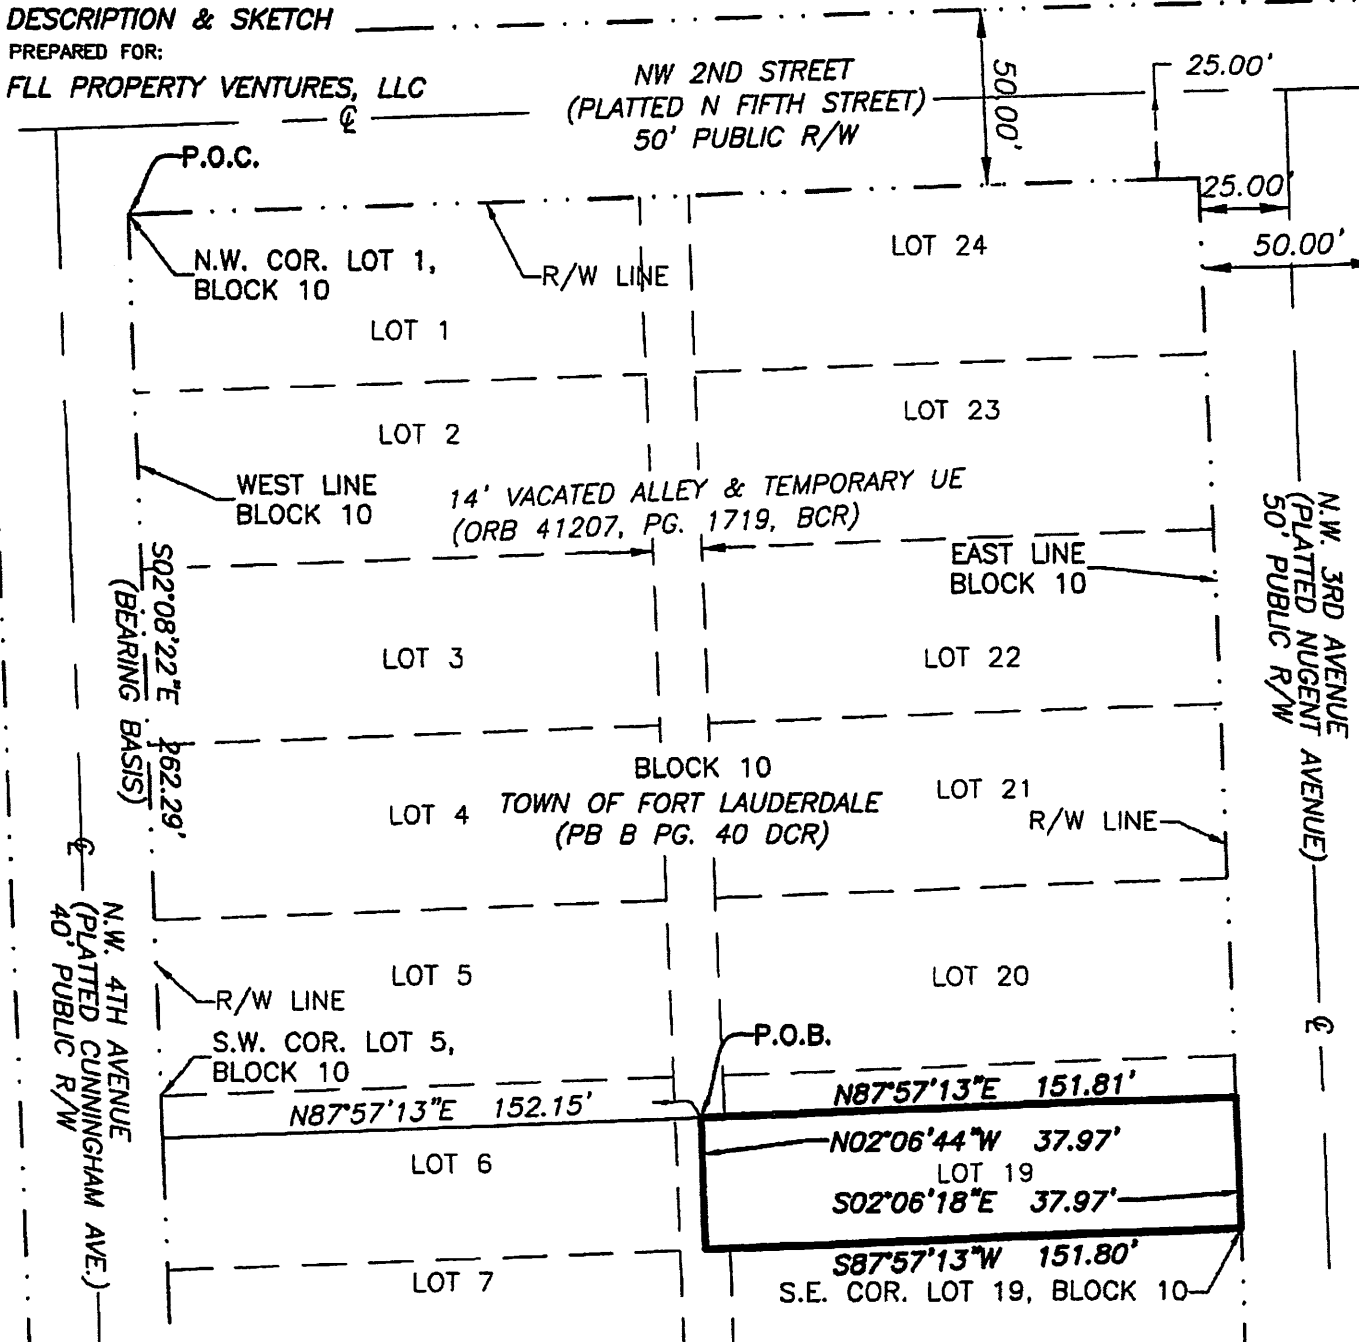 DESCRIPTION & SKETCH
PREPARED FOR:
FLL PROPERTY VENTURES, LLC
NW 2ND STREET
(PLATTED N FIFTH STREET)
50' PUBLIC R/W
50.00'
25.00'
25.00'
50.00'
P.O.C.
N.W. COR. LOT 1,
BLOCK 10
R/W LINE
LOT 24
LOT 1
LOT 2
LOT 23
WEST LINE
BLOCK 10
14' VACATED ALLEY & TEMPORARY UE
(ORB 41207, PG. 1719, BCR)
EAST LINE
BLOCK 10
S02°08'22"E 262.29'
(BEARING BASIS)
N.W. 3RD AVENUE
(PLATTED NUGENT AVENUE)
50' PUBLIC R/W
LOT 3
LOT 22
BLOCK 10
TOWN OF FORT LAUDERDALE
(PB B PG. 40 DCR)
LOT 4
LOT 21
R/W LINE
N.W. 4TH AVENUE
(PLATTED CUNNINGHAM AVE.)
40' PUBLIC R/W
LOT 5
LOT 20
R/W LINE
S.W. COR. LOT 5,
BLOCK 10
P.O.B.
N87°57'13"E 152.15'
N87°57'13"E 151.81'
N02°06'44"W 37.97'
LOT 6
LOT 19
S02°06'18"E 37.97'
S87°57'13"W 151.80'
LOT 7
S.E. COR. LOT 19, BLOCK 10